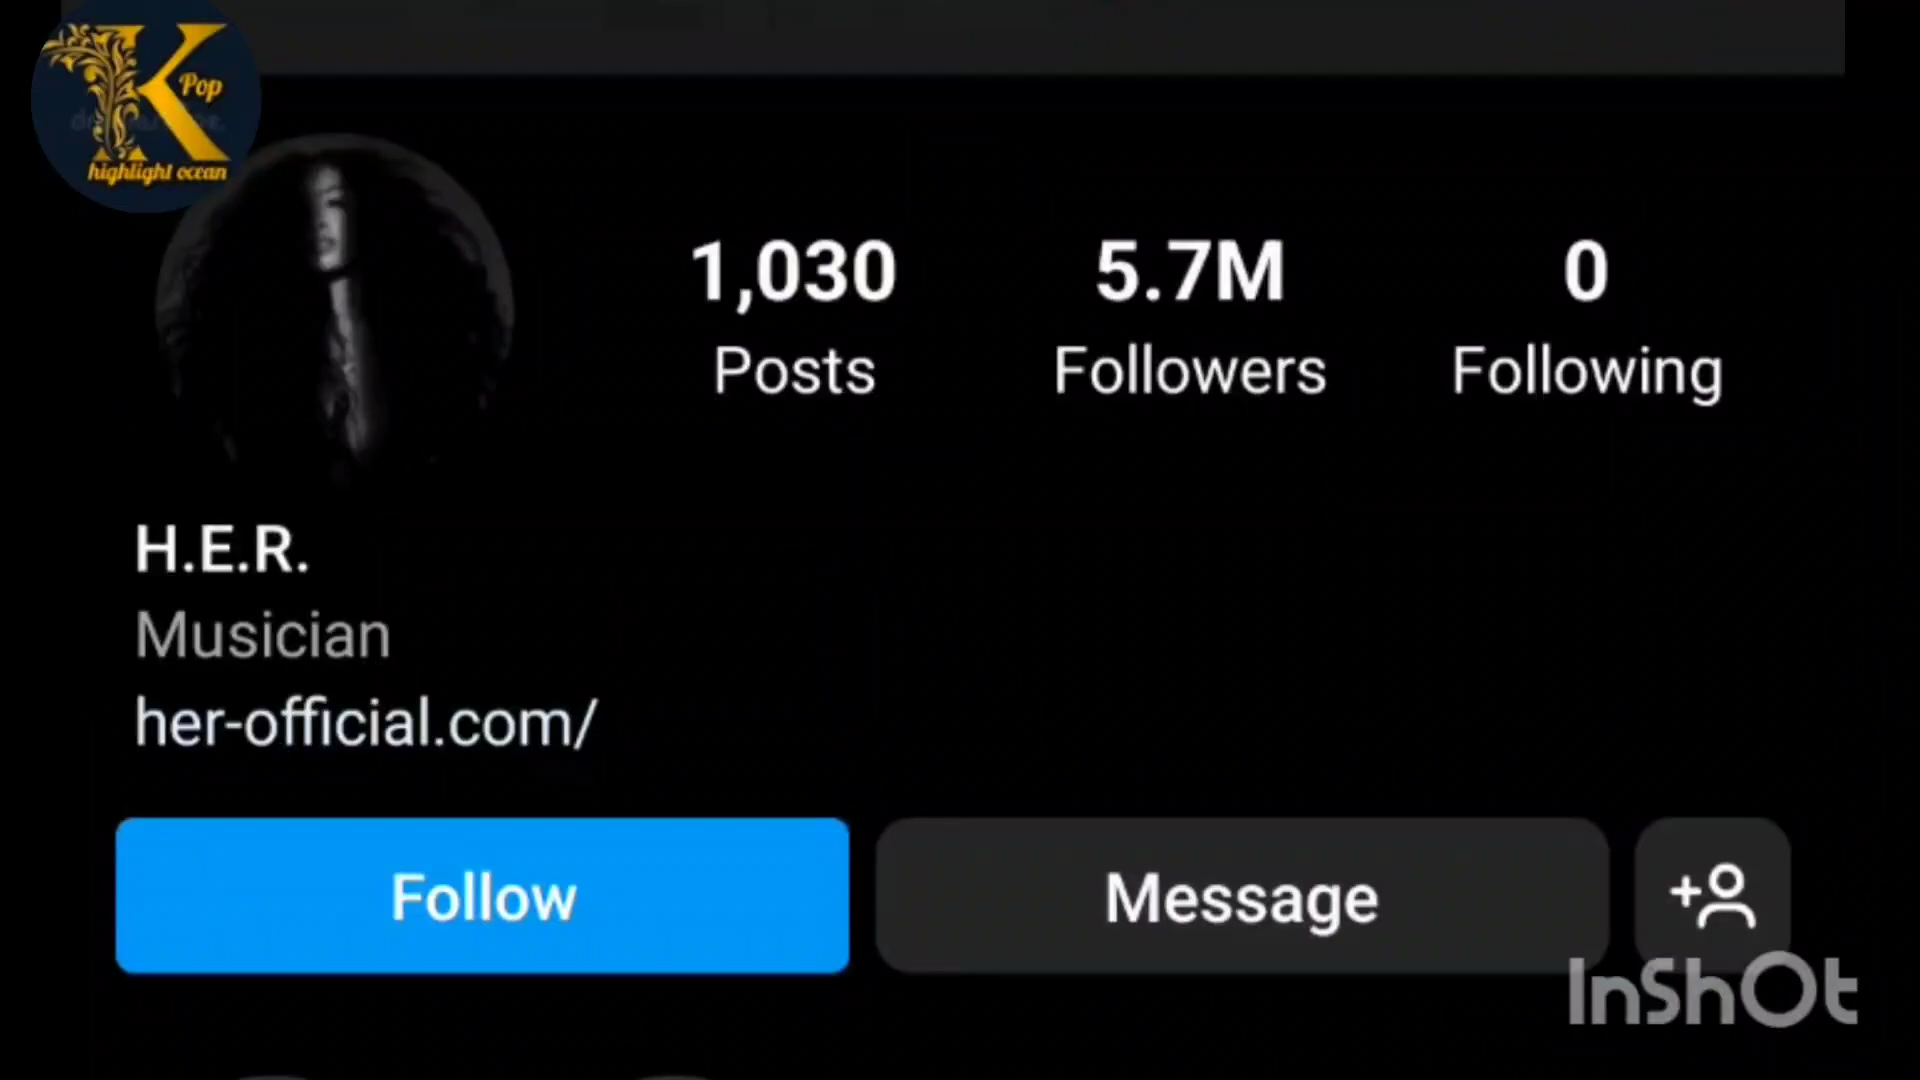 K
Pop
highlight ocean
1,030
Posts
5.7M
Followers
0
Following
H.E.R.
Musician
her-official.com/
Follow
Message
InShOt